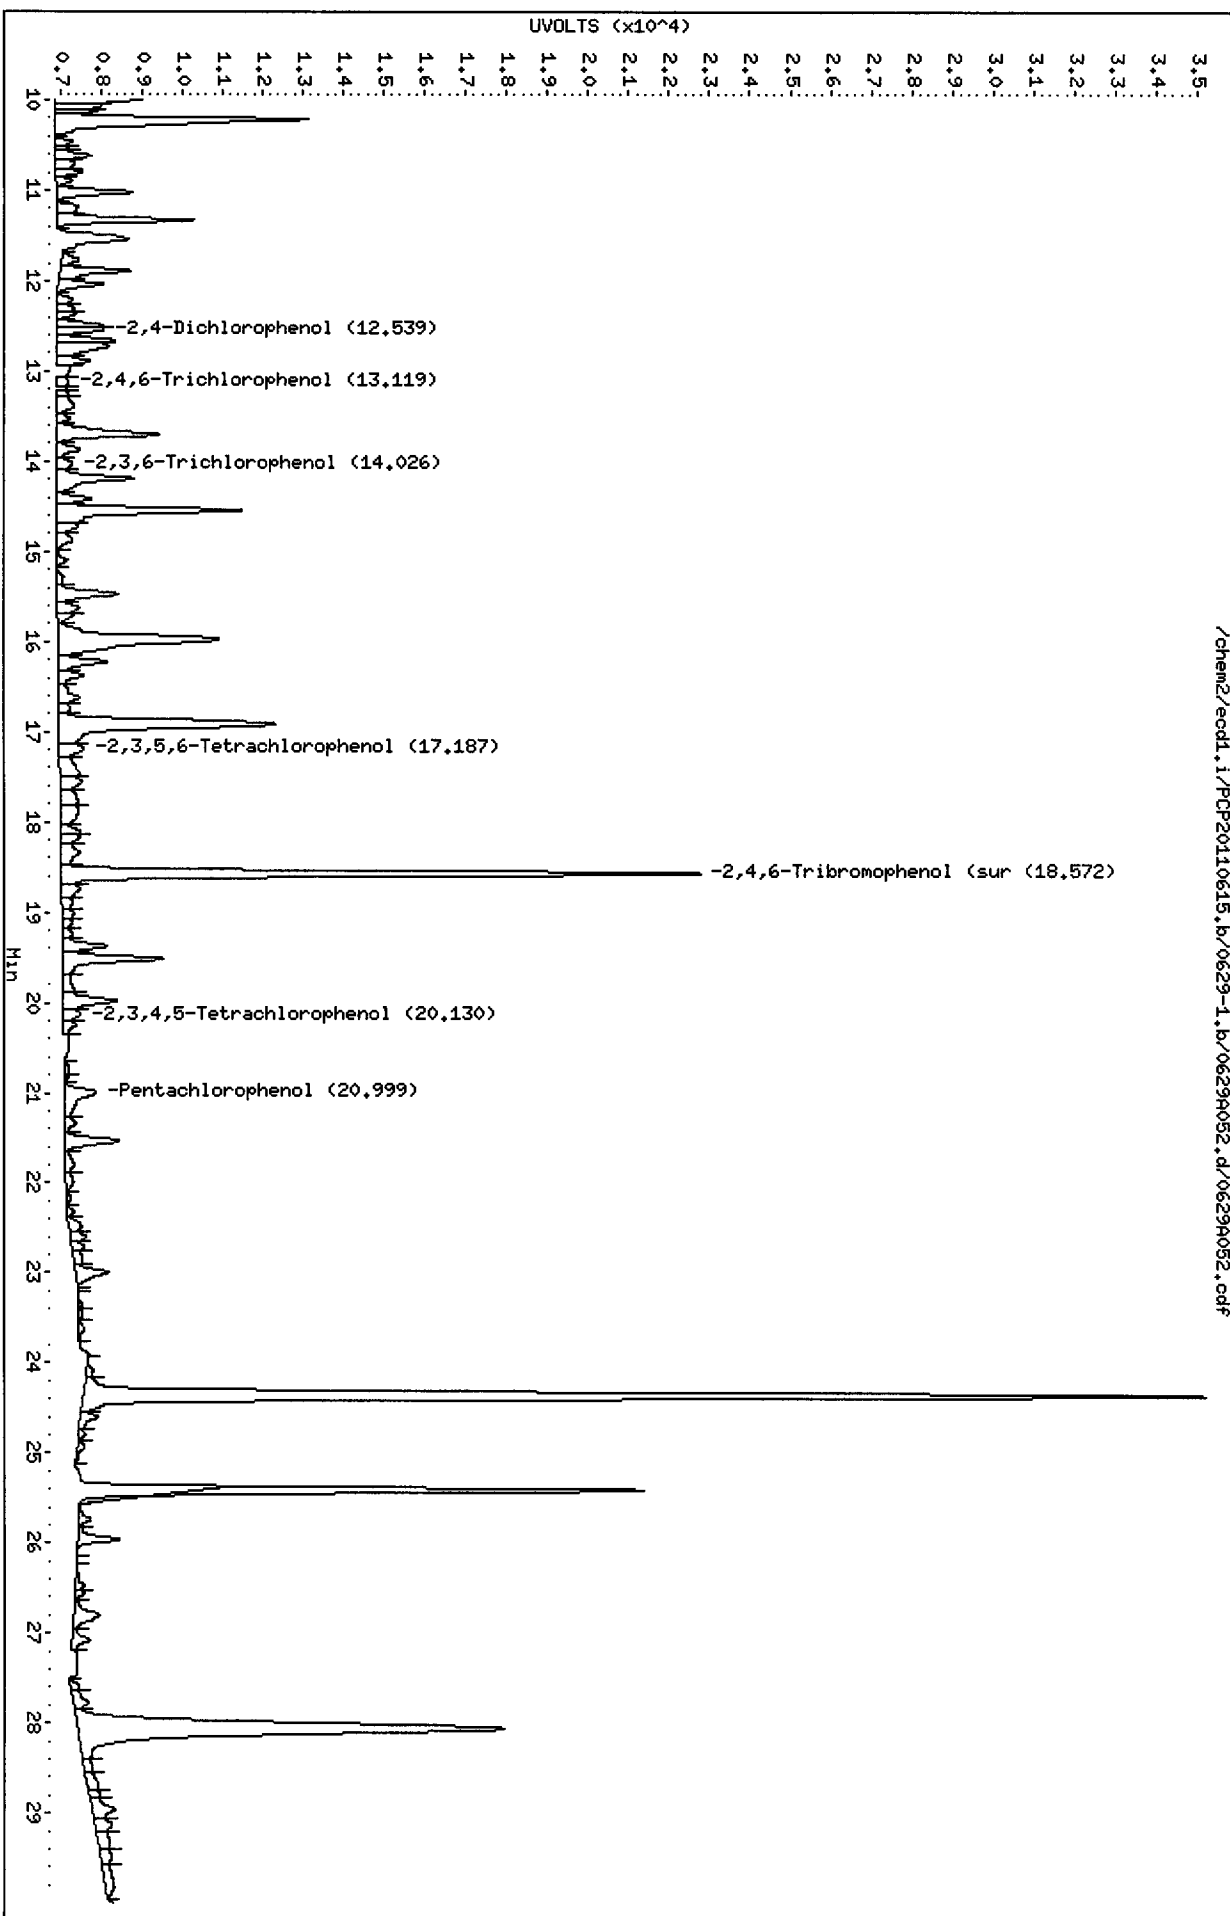 /chem2/ecd1.i/PCP20110615.b/0629-1.b/0629A052.d/0629A052.cdf
UVOLTS (x10^4)
3.5
3.4
3.3
3.2
3.1
3.0
2.9
2.8
2.7
2.6
2.5
2.4
2.3
2.2
2.1
2.0
1.9
1.8
1.7
1.6
1.5
1.4
1.3
1.2
1.1
1.0
0.9
0.8
0.7
-2,4-Dichlorophenol (12.539)
-2,4,6-Trichlorophenol (13.119)
-2,3,6-Trichlorophenol (14.026)
-2,3,5,6-Tetrachlorophenol (17.187)
-2,4,6-Tribromophenol (sur (18.572)
-2,3,4,5-Tetrachlorophenol (20.130)
-Pentachlorophenol (20.999)
10 11 12 13 14 15 16 17 18 19 20 21 22 23 24 25 26 27 28 29
Min